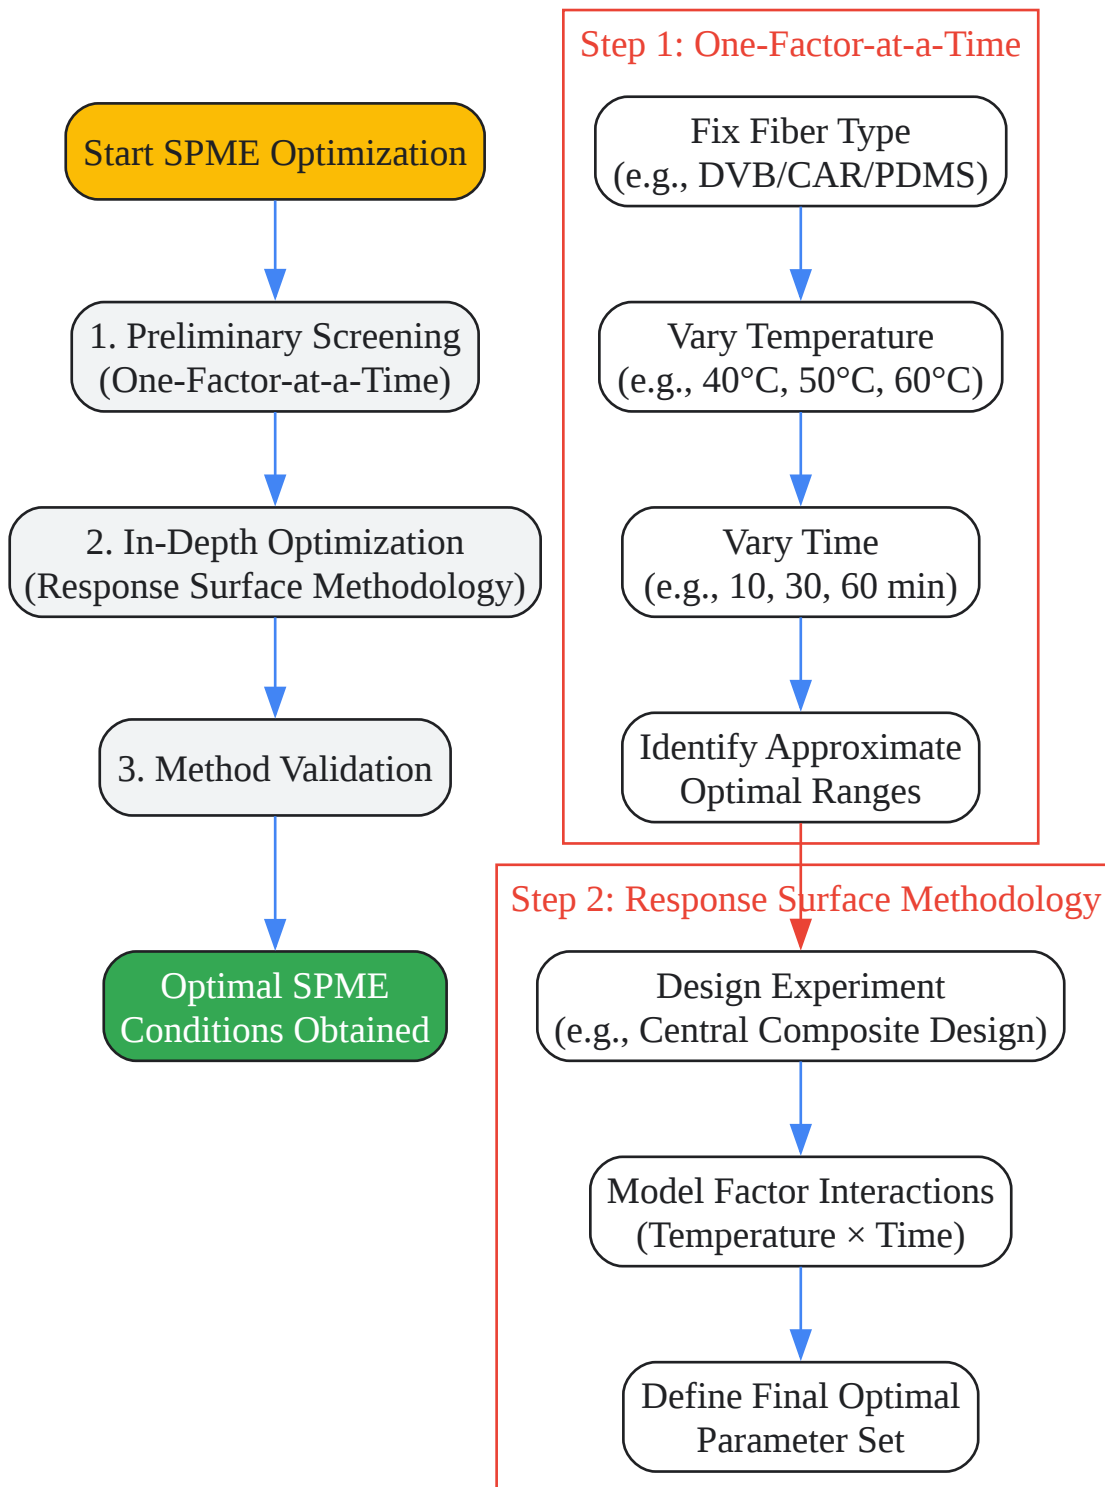 Start SPME Optimization
1. Preliminary Screening
(One-Factor-at-a-Time)
2. In-Depth Optimization
(Response Surface Methodology)
3. Method Validation
Optimal SPME
Conditions Obtained
Step 1: One-Factor-at-a-Time
Fix Fiber Type
(e.g., DVB/CAR/PDMS)
Vary Temperature
(e.g., 40°C, 50°C, 60°C)
Vary Time
(e.g., 10, 30, 60 min)
Identify Approximate
Optimal Ranges
Step 2: Response Surface Methodology
Design Experiment
(e.g., Central Composite Design)
Model Factor Interactions
(Temperature × Time)
Define Final Optimal
Parameter Set